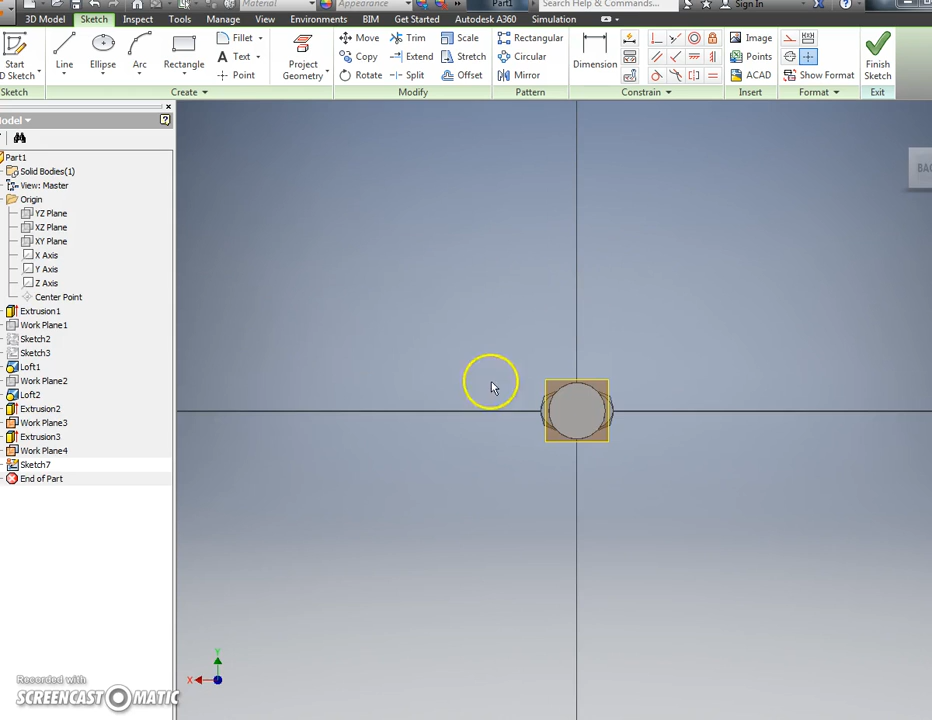 Material
Appearance
Part1
Search Help & Commands...
Sign In
3D Model Sketch Inspect Tools Manage View Environments BIM Get Started Autodesk A360 Simulation
Start
D Sketch
Line
Ellipse
Arc
Rectangle
Fillet
Text
Point
Project
Geometry
Move
Copy
Rotate
Trim
Extend
Split
Scale
Stretch
Offset
Rectangular
Circular
Mirror
Dimension
Image
Points
ACAD
Show Format
Finish
Sketch
Sketch Create Modify Pattern Constrain Insert Format Exit
odel
Part1
Solid Bodies(1)
View: Master
Origin
YZ Plane
XZ Plane
XY Plane
X Axis
Y Axis
Z Axis
Center Point
Extrusion1
Work Plane1
Sketch2
Sketch3
Loft1
Work Plane2
Loft2
Extrusion2
Work Plane3
Extrusion3
Work Plane4
Sketch7
End of Part
BAC
Y
X
Recorded with
SCREENCAST MATIC